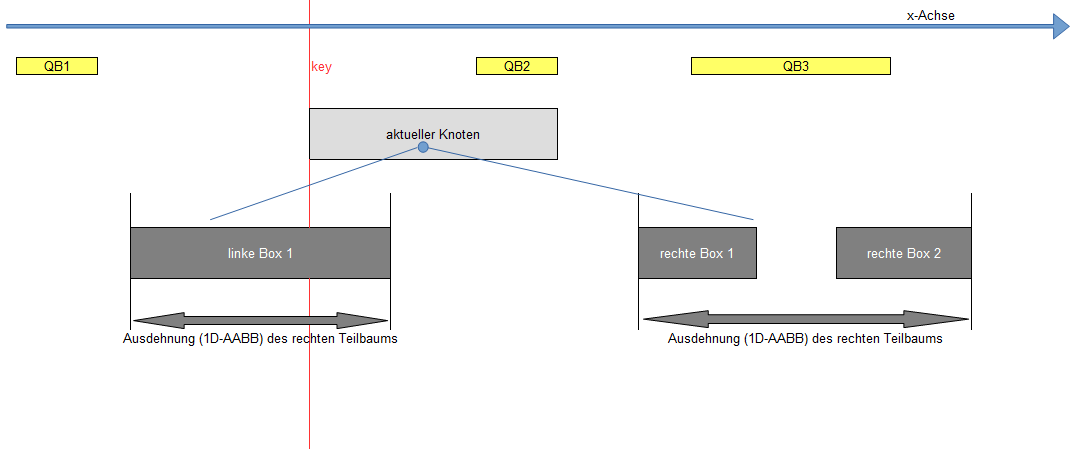 x-Achse
QB1
key
QB2
QB3
aktueller Knoten
linke Box 1
rechte Box 1
rechte Box 2
Ausdehnung (1D-AABB) des rechten Teilbaums
Ausdehnung (1D-AABB) des rechten Teilbaums